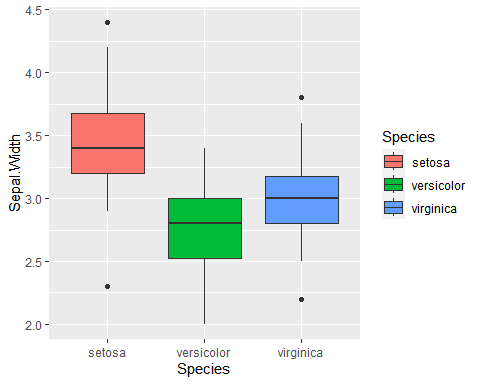 4.5
4.0
3.5
3.0
2.5
2.0
Sepal.Width
setosa
versicolor
virginica
Species
Species
setosa
versicolor
virginica